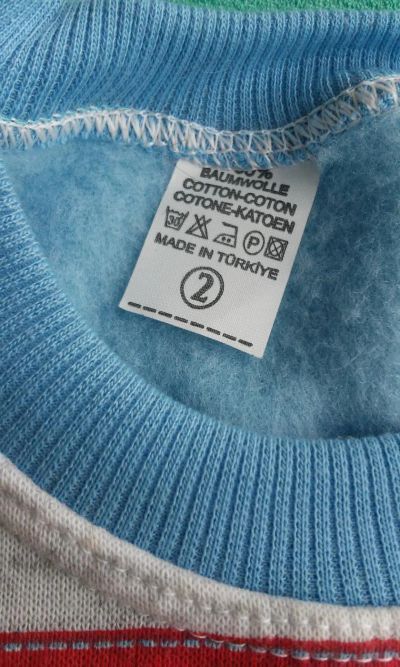 BAUMWOLLE
COTTON-COTON
COTONE-KATOEN
MADE IN TÜRKİYE
2